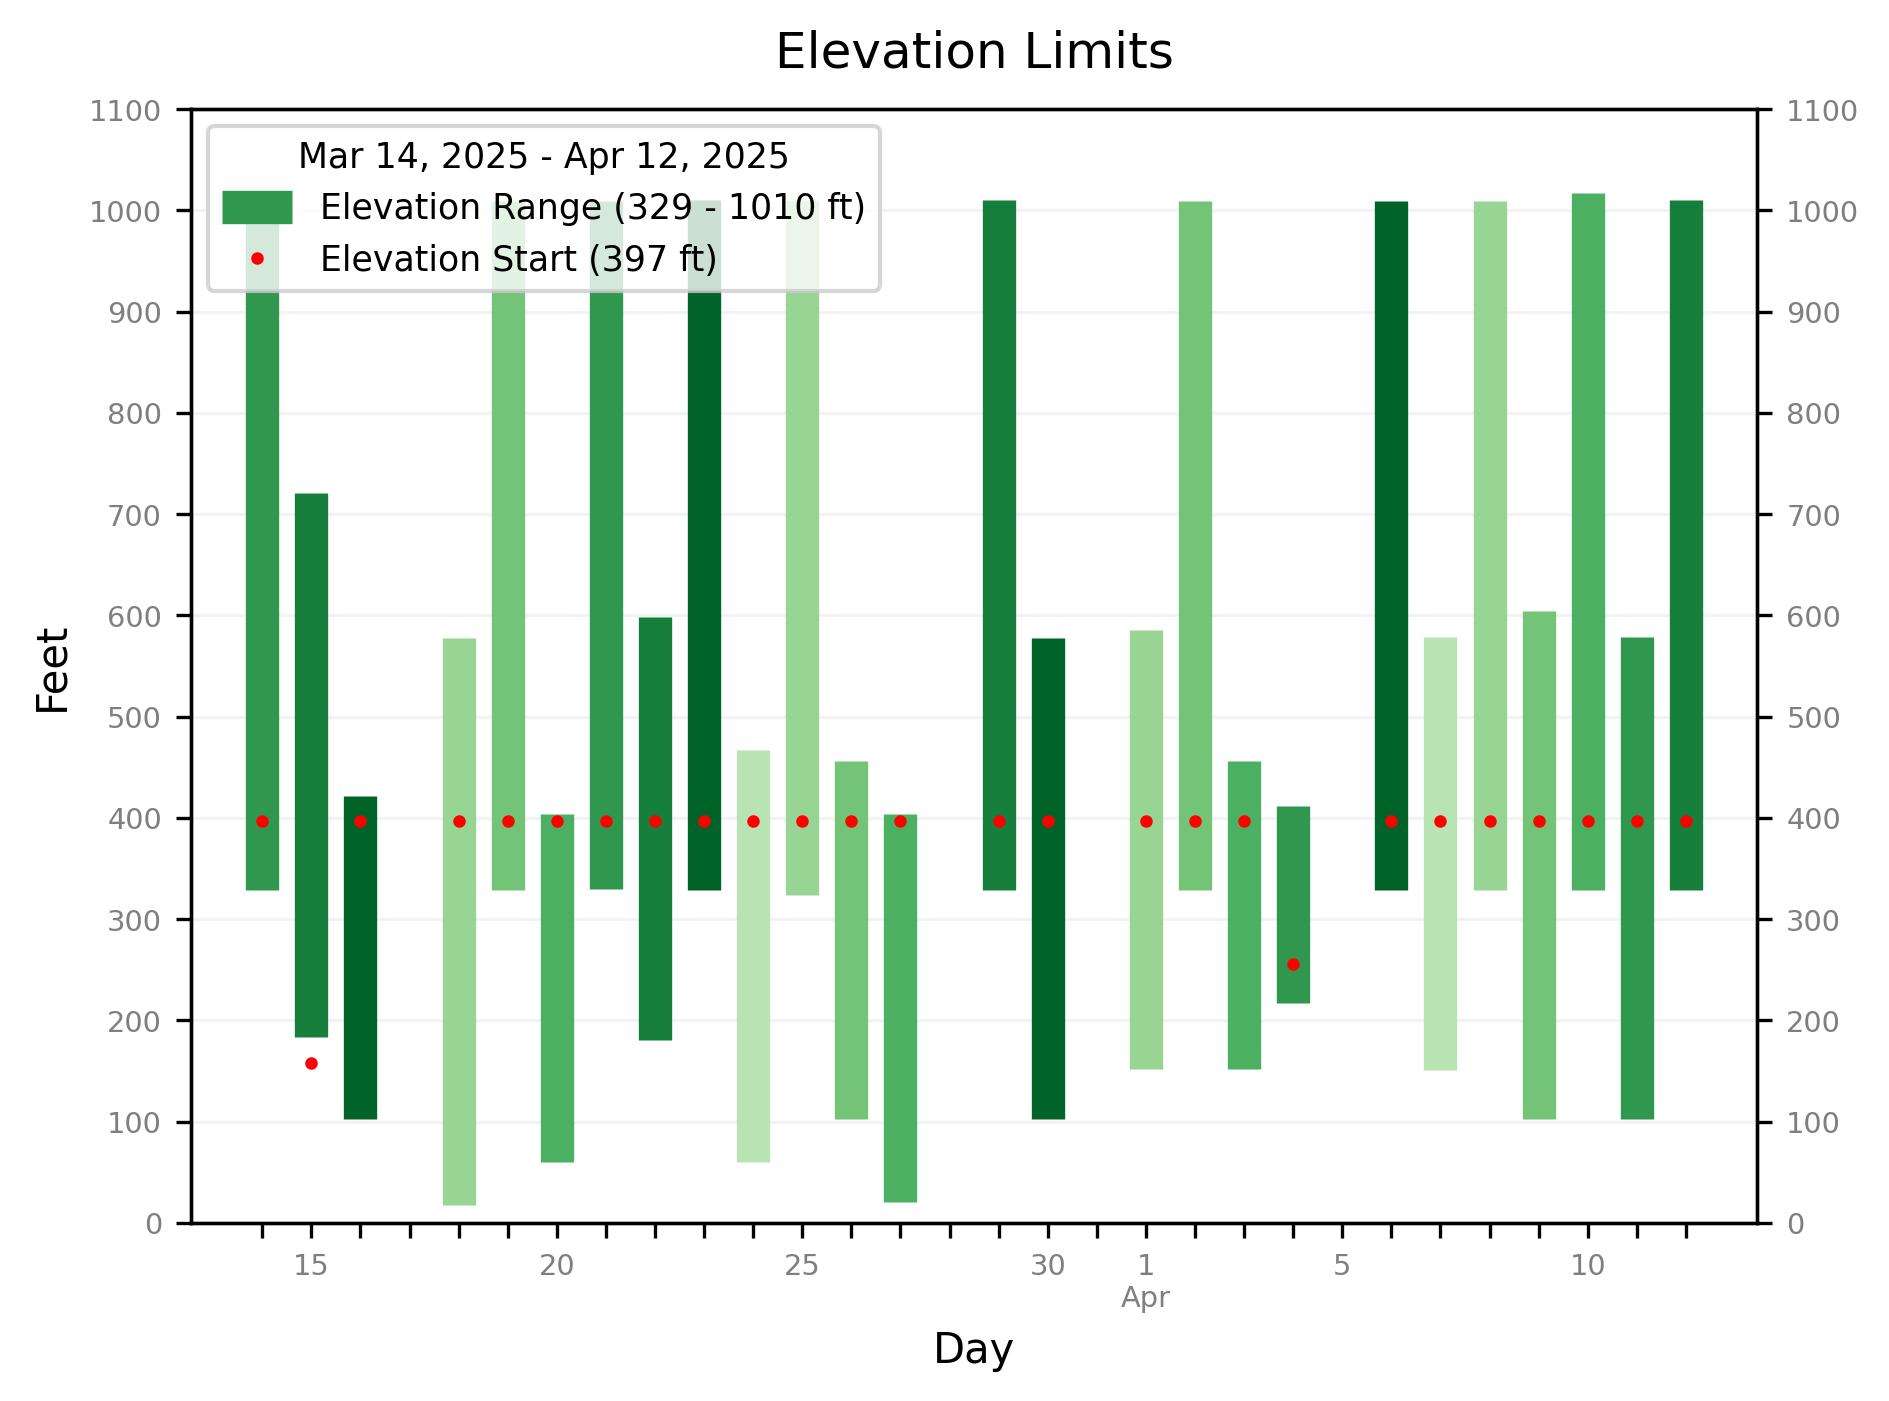 Elevation Limits
Mar 14, 2025 - Apr 12, 2025
Elevation Range (329 - 1010 ft)
Elevation Start (397 ft)
1100 1100
1000 1000
900 900
800 800
700 700
600 600
500 500
400 400
300 300
200 200
100 100
0 0
Feet
15 20 25 30 1 5 10
Apr
Day